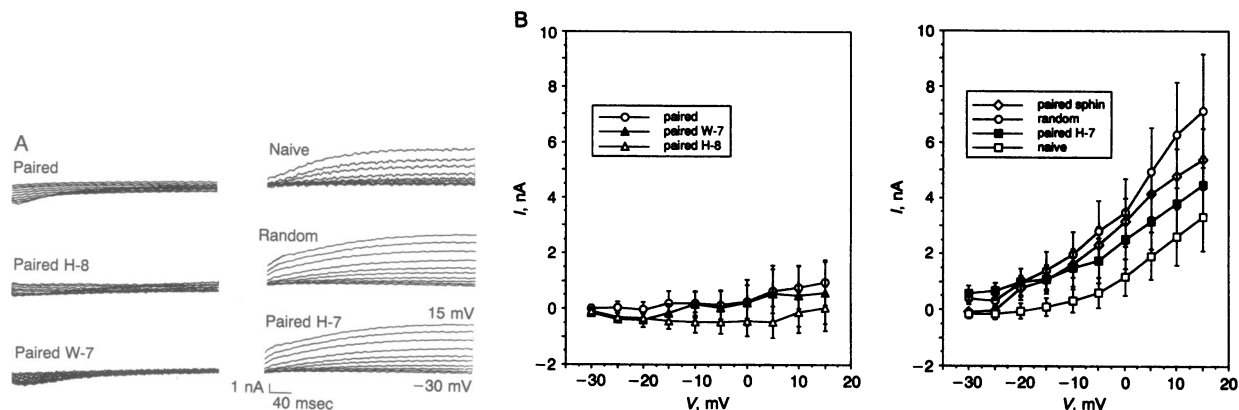 A
Paired
Paired H-8
Paired W-7
Naive
Random
Paired H-7
15 mV
−30 mV
1 nA
40 msec
B
I, nA
10
8
6
4
2
0
−2
paired
paired W-7
paired H-8
−30
−20
−10
0
10
20
V, mV
I, nA
10
8
6
4
2
0
−2
paired sphin
random
paired H-7
naive
−30
−20
−10
0
10
20
V, mV